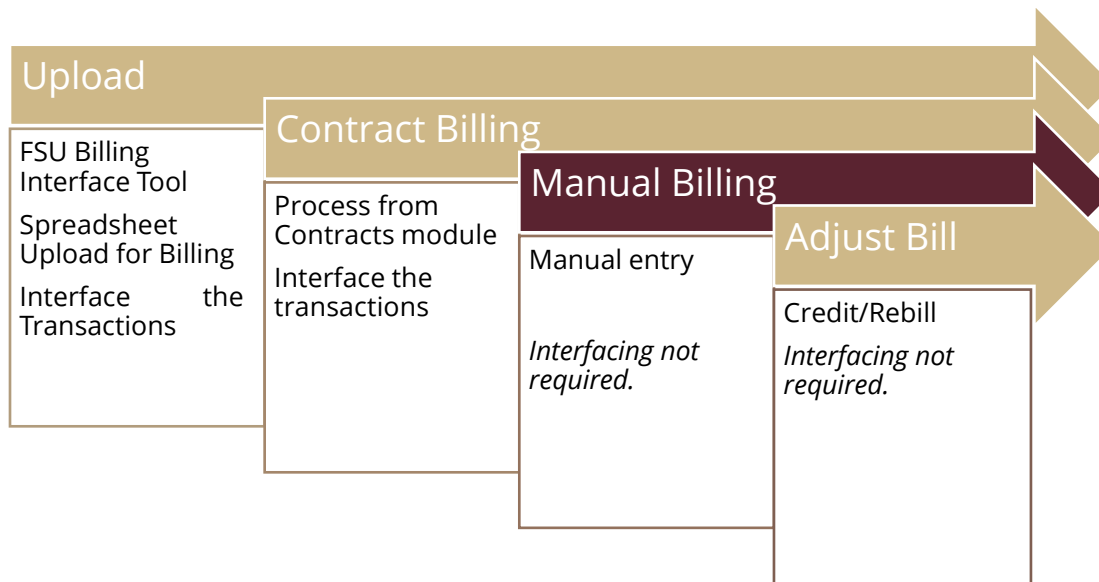 Upload
FSU Billing
Interface Tool
Spreadsheet
Upload for Billing
Interface the
Transactions
Contract Billing
Process from
Contracts module
Interface the
transactions
Manual Billing
Manual entry
Interfacing not
required.
Adjust Bill
Credit/Rebill
Interfacing not
required.